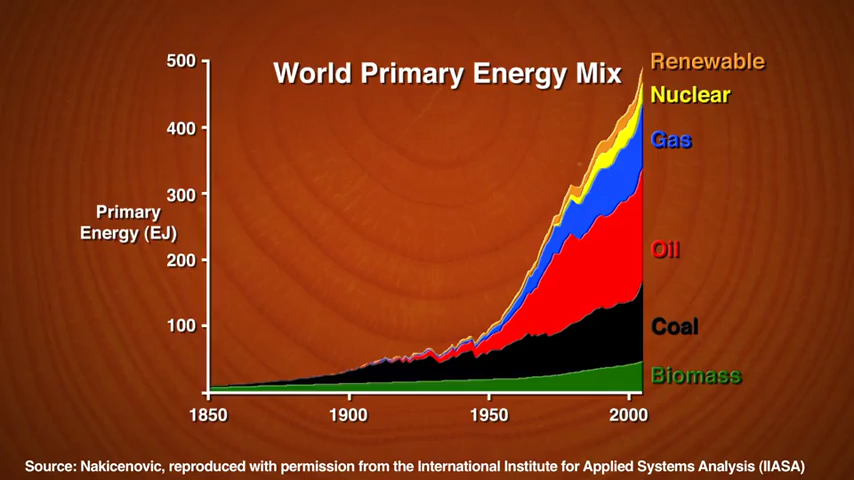 World Primary Energy Mix
Primary
Energy (EJ)
500
400
300
200
100
1850
1900
1950
2000
Renewable
Nuclear
Gas
Oil
Coal
Biomass
Source: Nakicenovic, reproduced with permission from the International Institute for Applied Systems Analysis (IIASA)